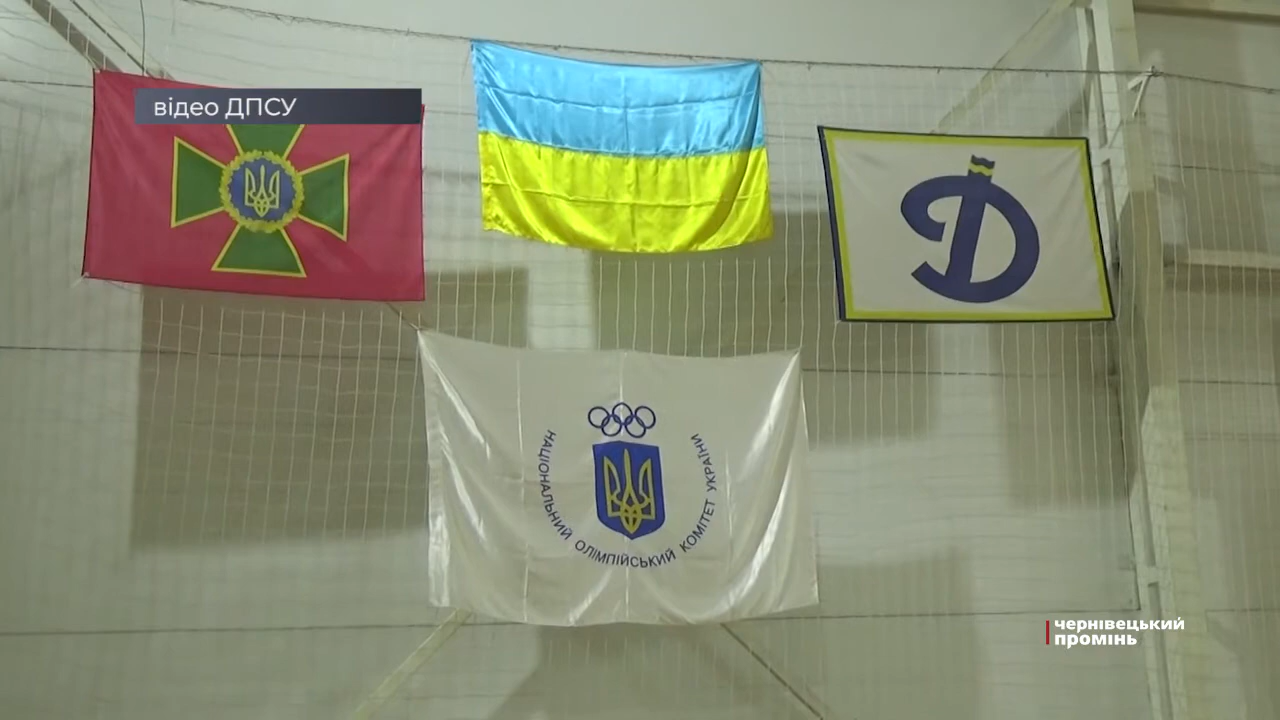 відео ДПСУ
Д
НАЦІОНАЛЬНИЙ ОЛІМПІЙСЬКИЙ КОМІТЕТ УКРАЇНИ
чернівецький
промінь